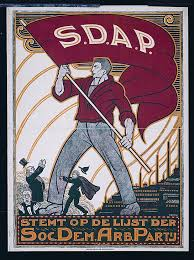 S.D.A.P.
STEMT OP DE LIJST DER
SOC. DEM. ARB. PARTIJ